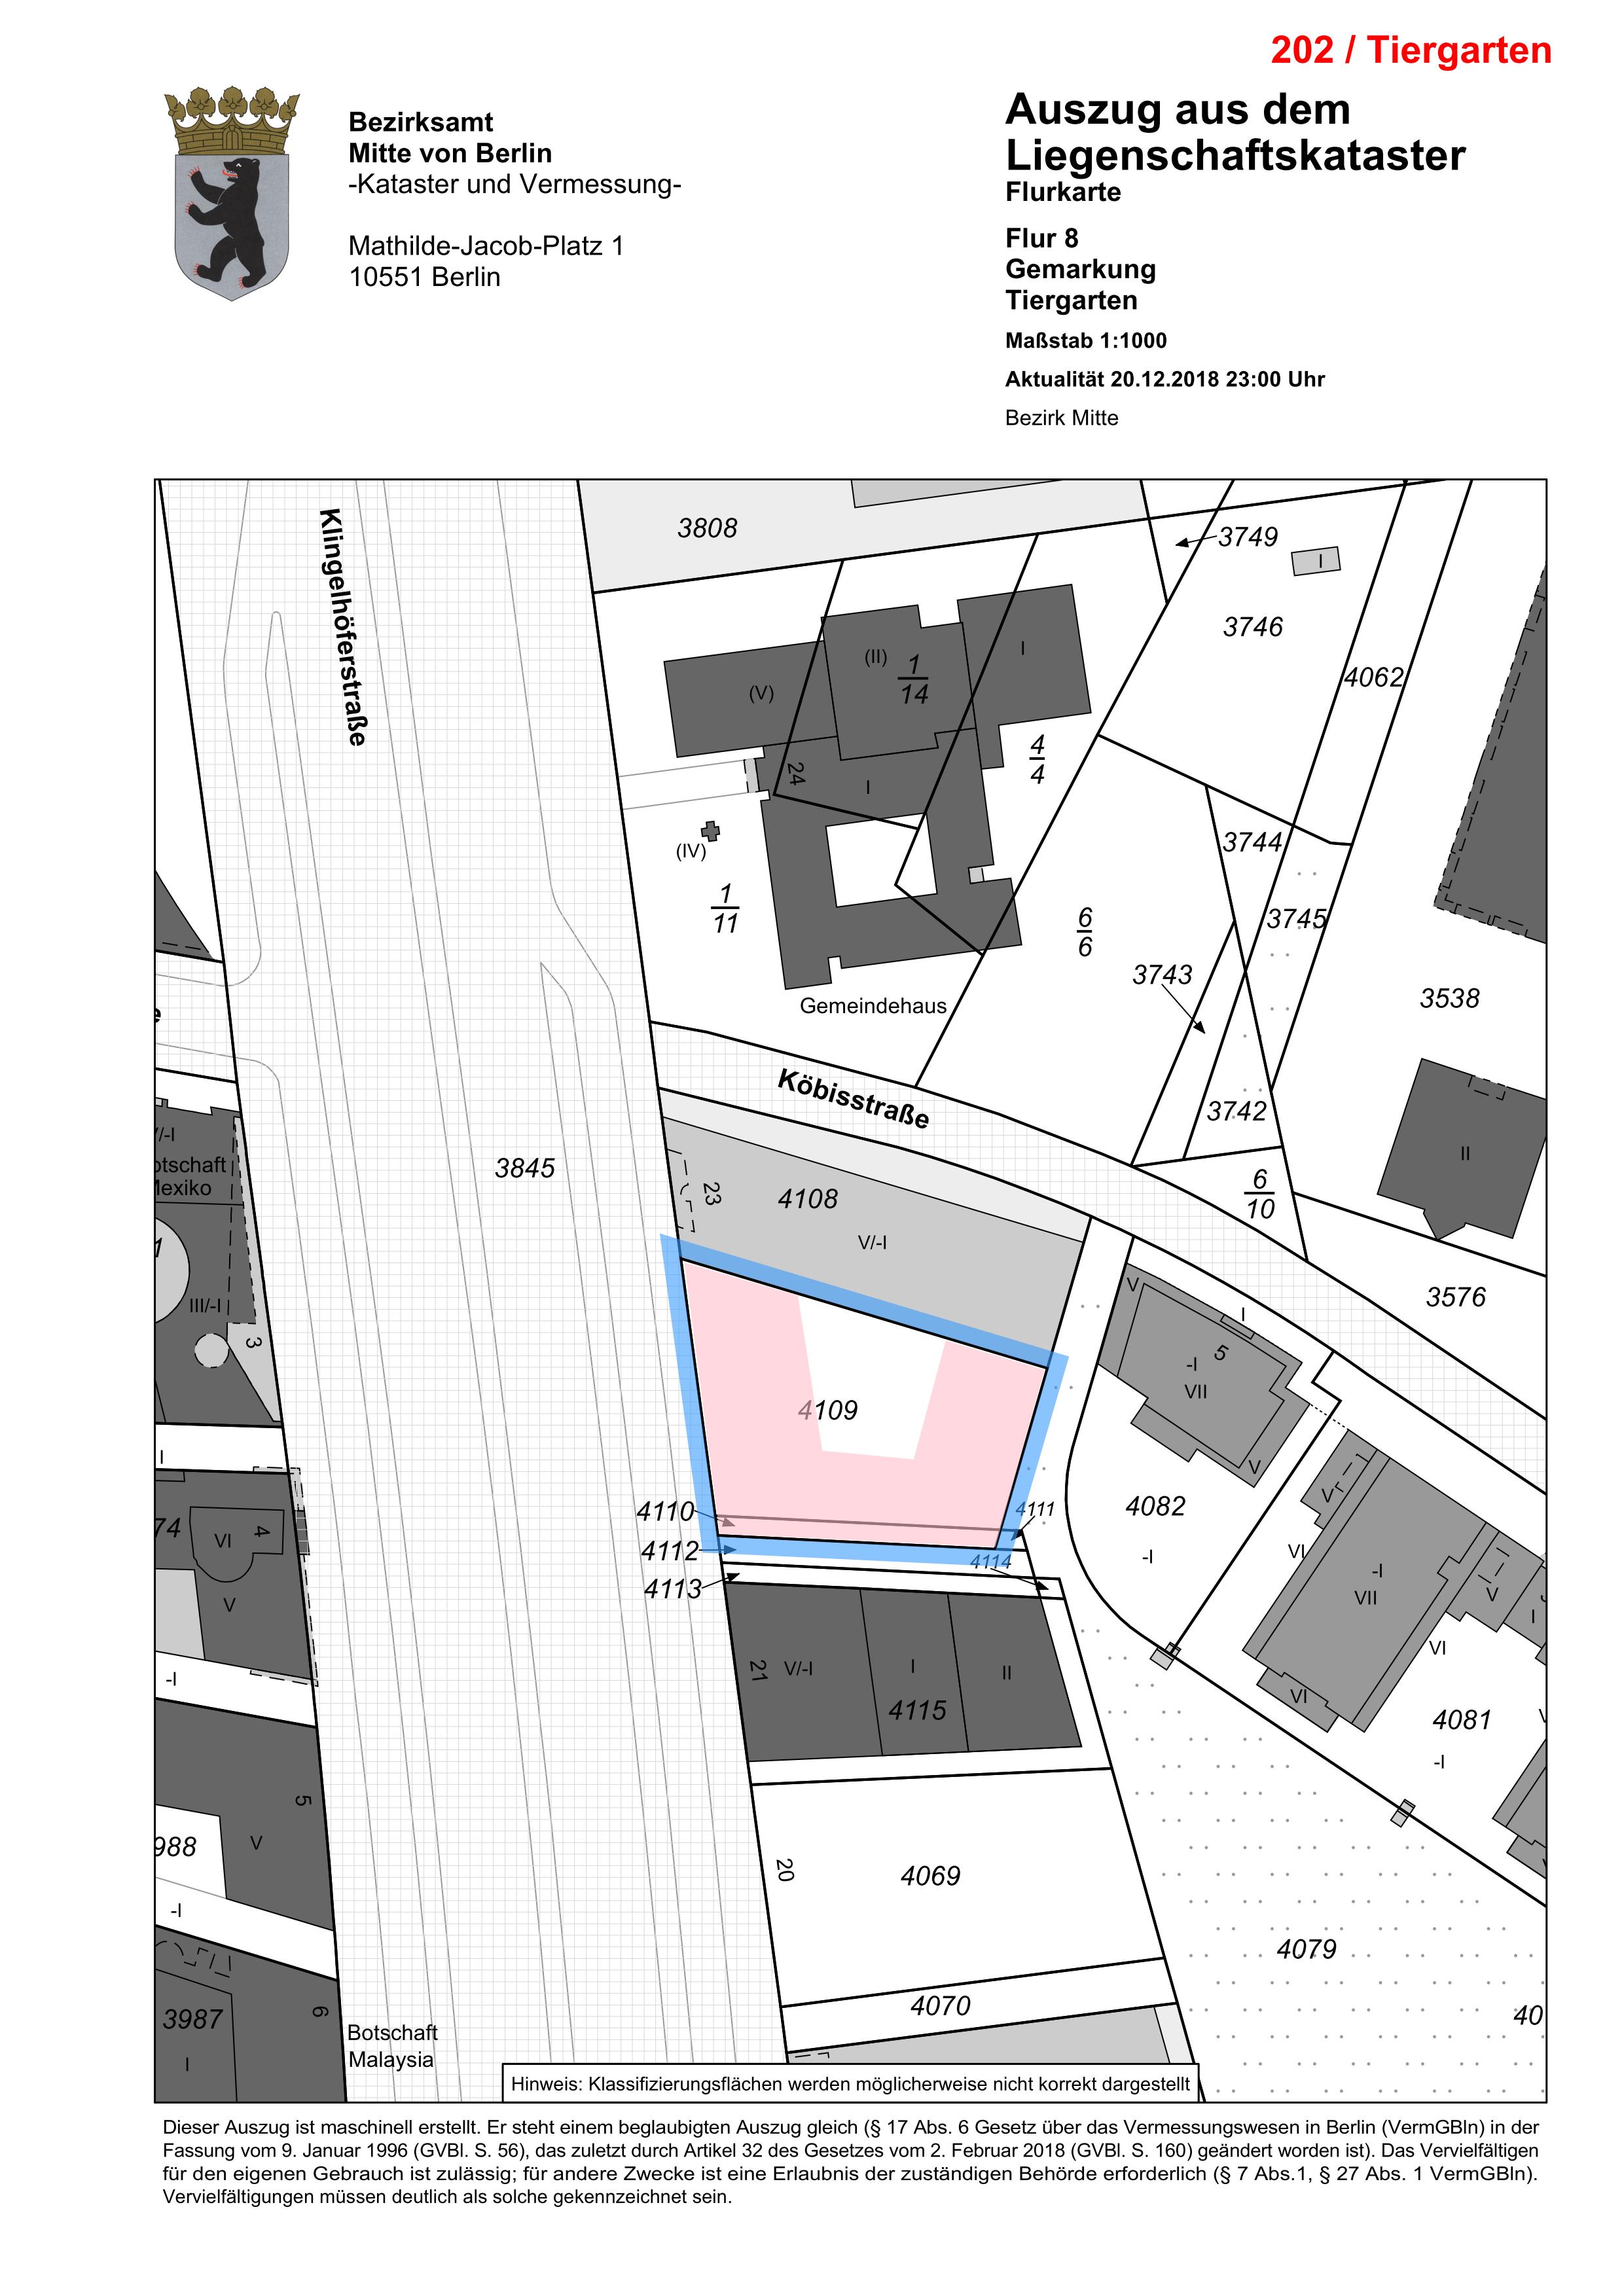 202 / Tiergarten
Bezirksamt
Mitte von Berlin
-Kataster und Vermessung-
Mathilde-Jacob-Platz 1
10551 Berlin
Auszug aus dem
Liegenschaftskataster
Flurkarte
Flur 8
Gemarkung
Tiergarten
Maßstab 1:1000
Aktualität 20.12.2018 23:00 Uhr
Bezirk Mitte
Klingelhöferstraße
3808
3749
I
3746
4062
(II)
1
14
I
(V)
24
I
4
4
(IV)
1
11
3744
3745
6
6
3743
3538
Gemeindehaus
Köbisstraße
3742
II
6
10
3576
3845
V/-I
otschaft
Mexiko
1
III/-I
3
23
4108
V/-I
4109
V
I
5
-I
VII
V
4110
4111
4112
4114
4113
4082
-I
V
VI
-I
VII
V
I
VI
VI
4081
-I
I
74
VI
4
V
-I
21
V/-I
I
II
4115
5
988
V
-I
20
4069
4079
4070
40
3987
6
I
Botschaft
Malaysia
Hinweis: Klassifizierungsflächen werden möglicherweise nicht korrekt dargestellt
Dieser Auszug ist maschinell erstellt. Er steht einem beglaubigten Auszug gleich (§ 17 Abs. 6 Gesetz über das Vermessungswesen in Berlin (VermGBln) in der
Fassung vom 9. Januar 1996 (GVBl. S. 56), das zuletzt durch Artikel 32 des Gesetzes vom 2. Februar 2018 (GVBl. S. 160) geändert worden ist). Das Vervielfältigen
für den eigenen Gebrauch ist zulässig; für andere Zwecke ist eine Erlaubnis der zuständigen Behörde erforderlich (§ 7 Abs.1, § 27 Abs. 1 VermGBln).
Vervielfältigungen müssen deutlich als solche gekennzeichnet sein.